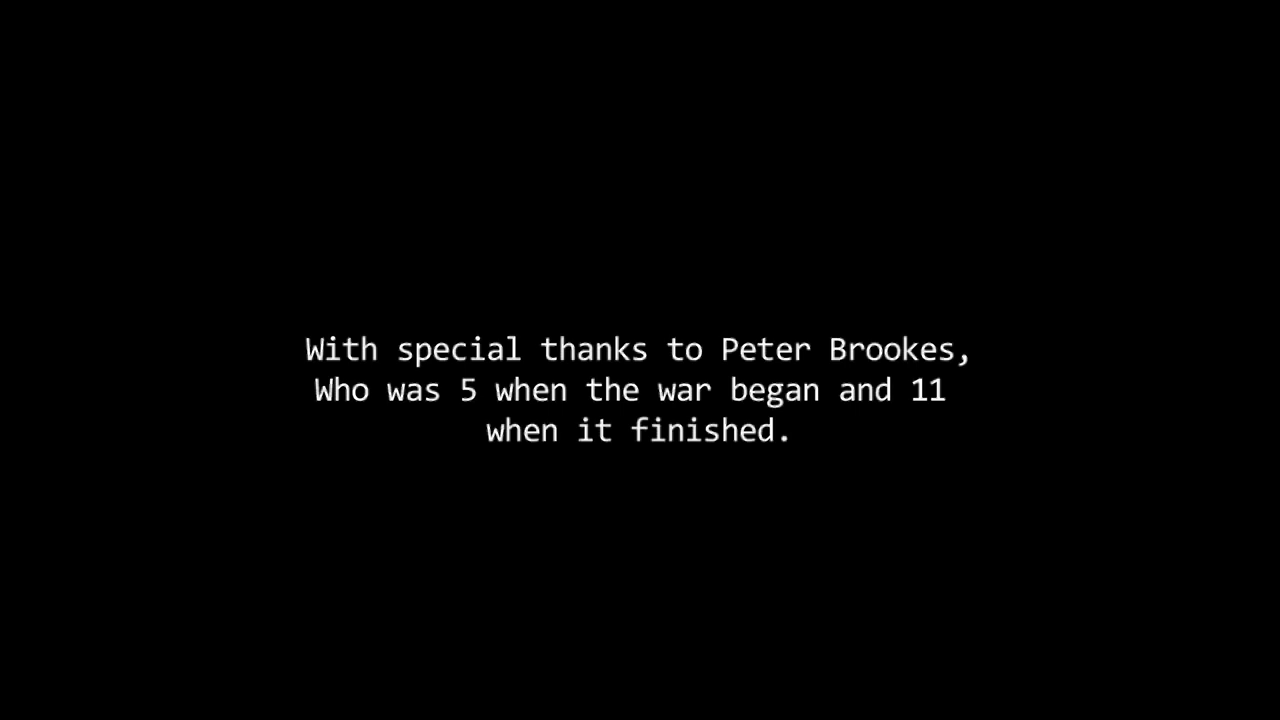 With special thanks to Peter Brookes,
Who was 5 when the war began and 11
when it finished.